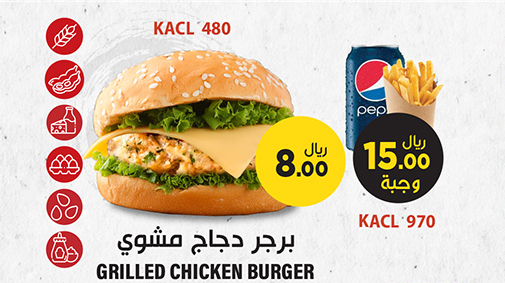 KACL 480
pepsi
ريال
8.00
ريال
15.00
وجبة
KACL 970
برجر دجاج مشوي
GRILLED CHICKEN BURGER